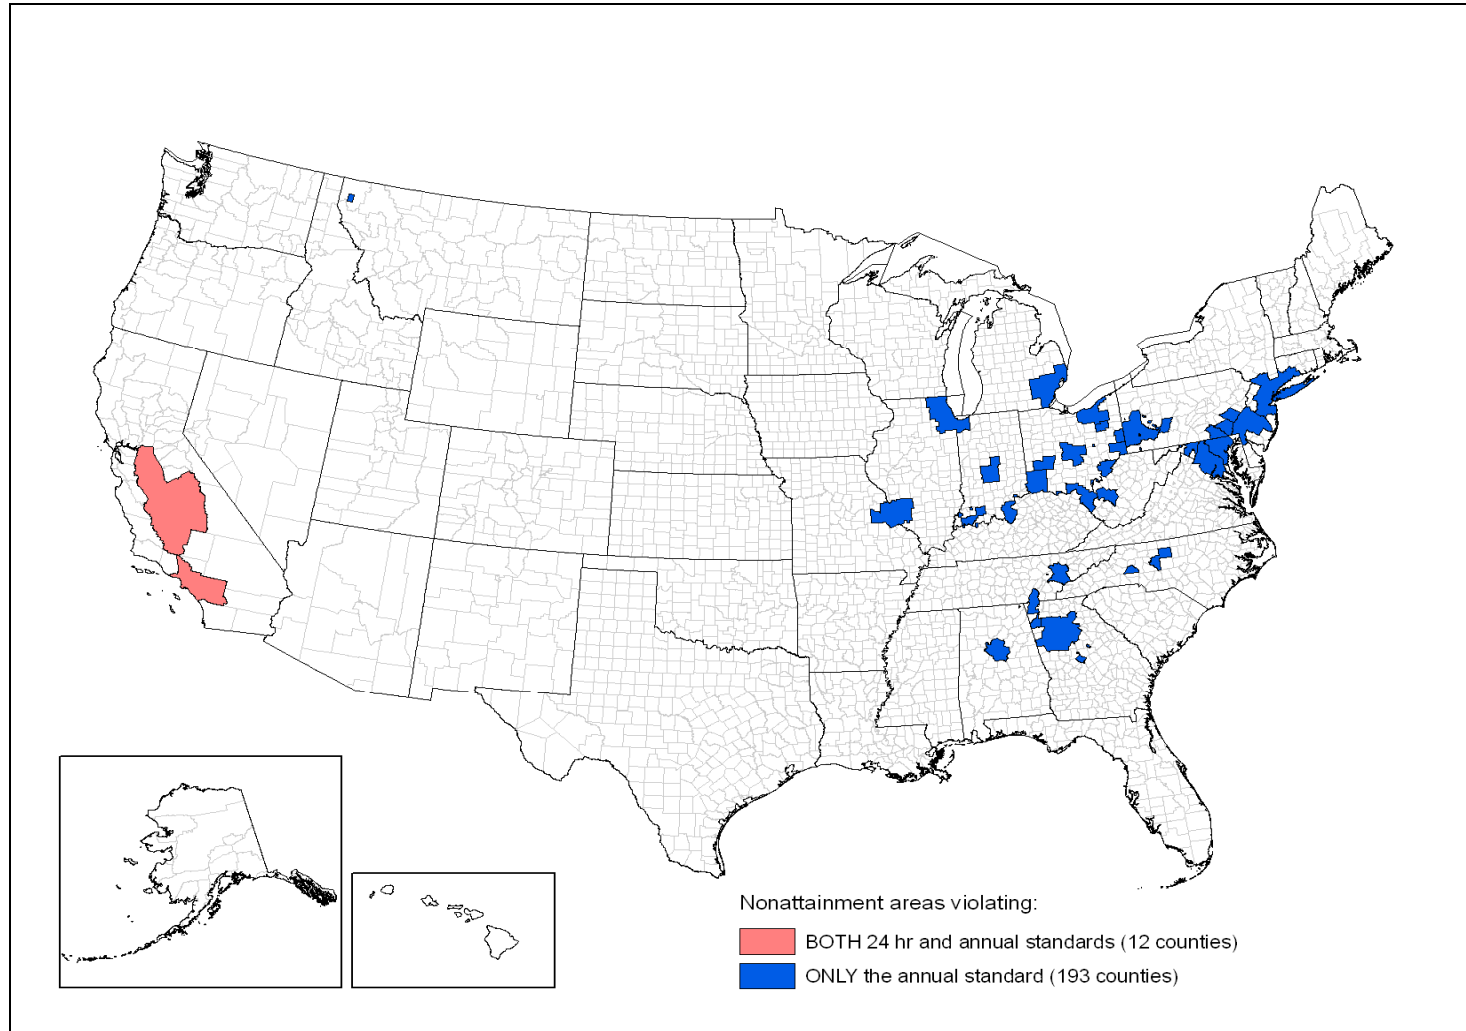 Nonattainment areas violating:
BOTH 24 hr and annual standards (12 counties)
ONLY the annual standard (193 counties)